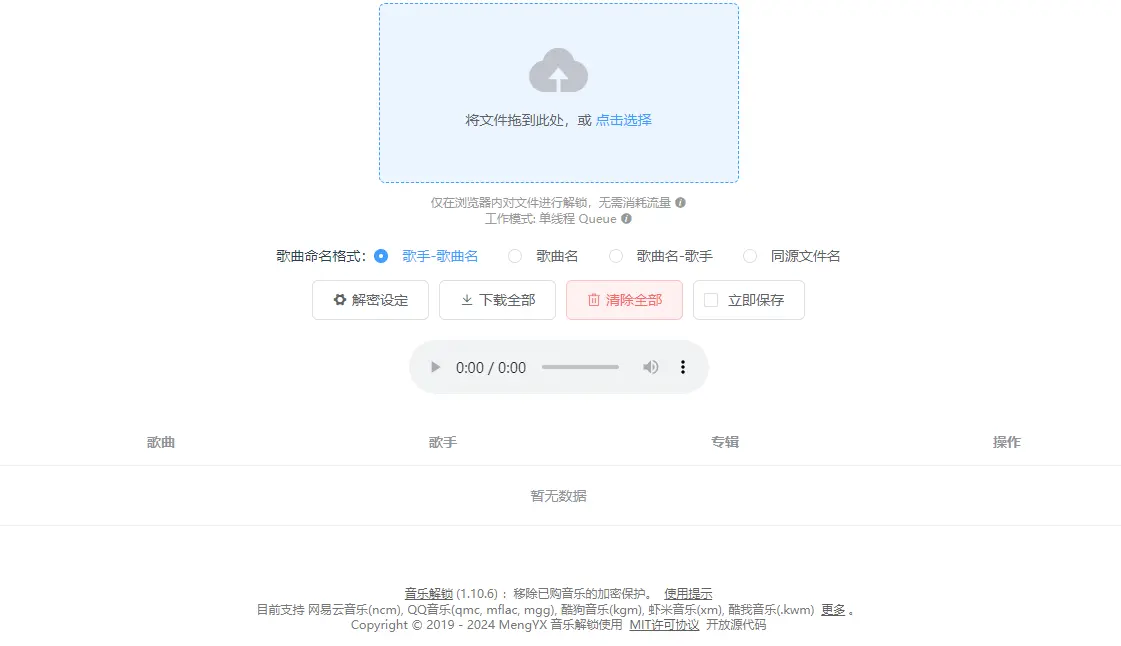 将文件拖到此处，或 点击选择
仅在浏览器内对文件进行解锁，无需消耗流量
工作模式: 单线程 Queue
歌曲命名格式： 歌手-歌曲名 歌曲名 歌曲名-歌手 同源文件名
解密设定 下载全部 清除全部 立即保存
0:00 / 0:00
歌曲 歌手 专辑 操作
暂无数据
音乐解锁 (1.10.6)： 移除已购音乐的加密保护。 使用提示
目前支持 网易云音乐(ncm), QQ音乐(qmc, mflac, mgg), 酷狗音乐(kgm), 虾米音乐(xm), 酷我音乐(.kwm) 更多 。
Copyright © 2019 - 2024 MengYX 音乐解锁使用 MIT许可协议 开放源代码